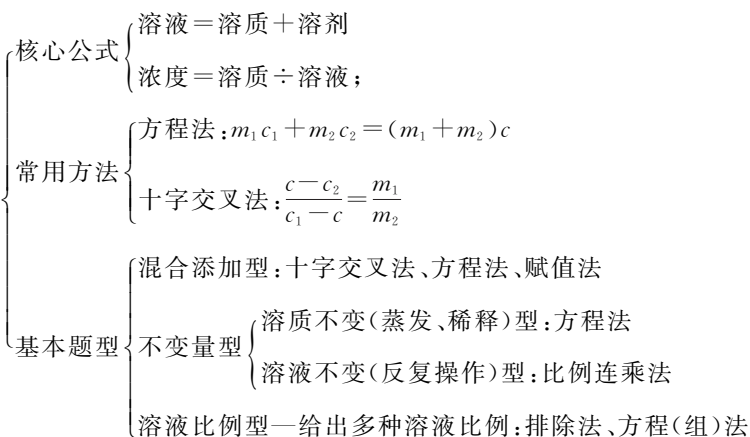 溶液=溶质+溶剂
核心公式
浓度=溶质÷溶液;
方程法:m₁c₁+m₂c₂=(m₁+m₂)c
常用方法
十字交叉法:(c-c₂)/(c₁-c)=m₁/m₂
混合添加型:十字交叉法、方程法、赋值法
溶质不变(蒸发、稀释)型:方程法
基本题型 不变量型
溶液不变(反复操作)型:比例连乘法
溶液比例型—给出多种溶液比例:排除法、方程(组)法